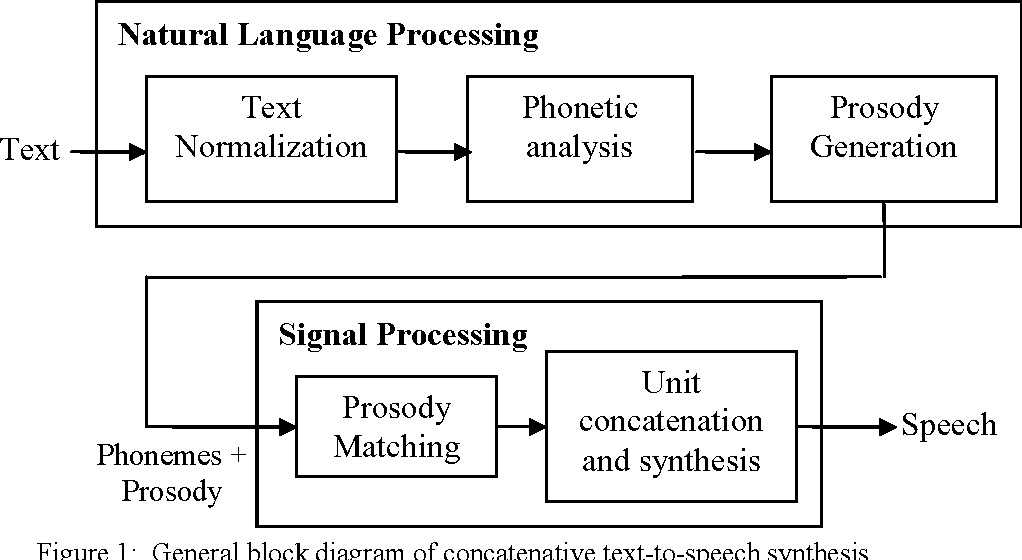 Natural Language Processing
Text
Text
Normalization
Phonetic
analysis
Prosody
Generation
Signal Processing
Phonemes +
Prosody
Prosody
Matching
Unit
concatenation
and synthesis
Speech
Figure 1: General block diagram of concatenative text-to-speech synthesis